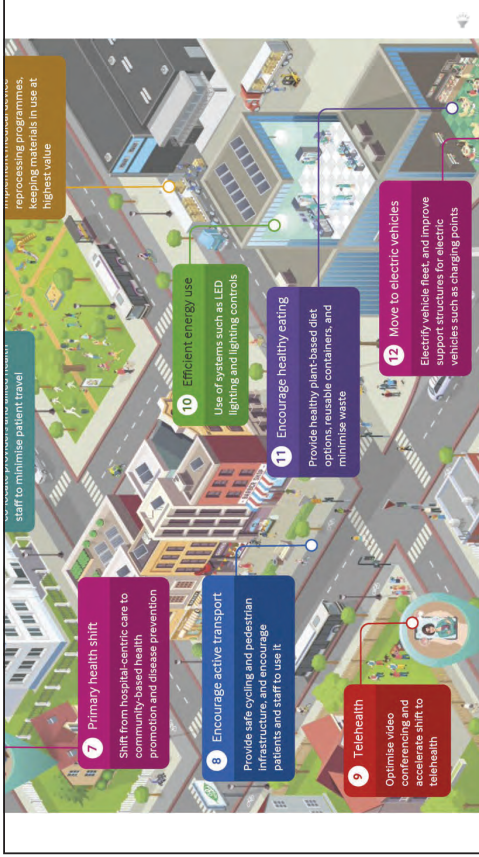 staff to minimise patient travel
reprocessing programmes,
keeping materials in use at
highest value
7 Primary health shift
Shift from hospital-centric care to
community-based health
promotion and disease prevention
8 Encourage active transport
Provide safe cycling and pedestrian
infrastructure, and encourage
patients and staff to use it
9 Telehealth
Optimise video
conferencing and
accelerate shift to
telehealth
10 Efficient energy use
Use of systems such as LED
lighting and lighting controls
11 Encourage healthy eating
Provide healthy plant-based diet
options, reusable containers, and
minimise waste
12 Move to electric vehicles
Electrify vehicle fleet, and improve
support structures for electric
vehicles such as charging points